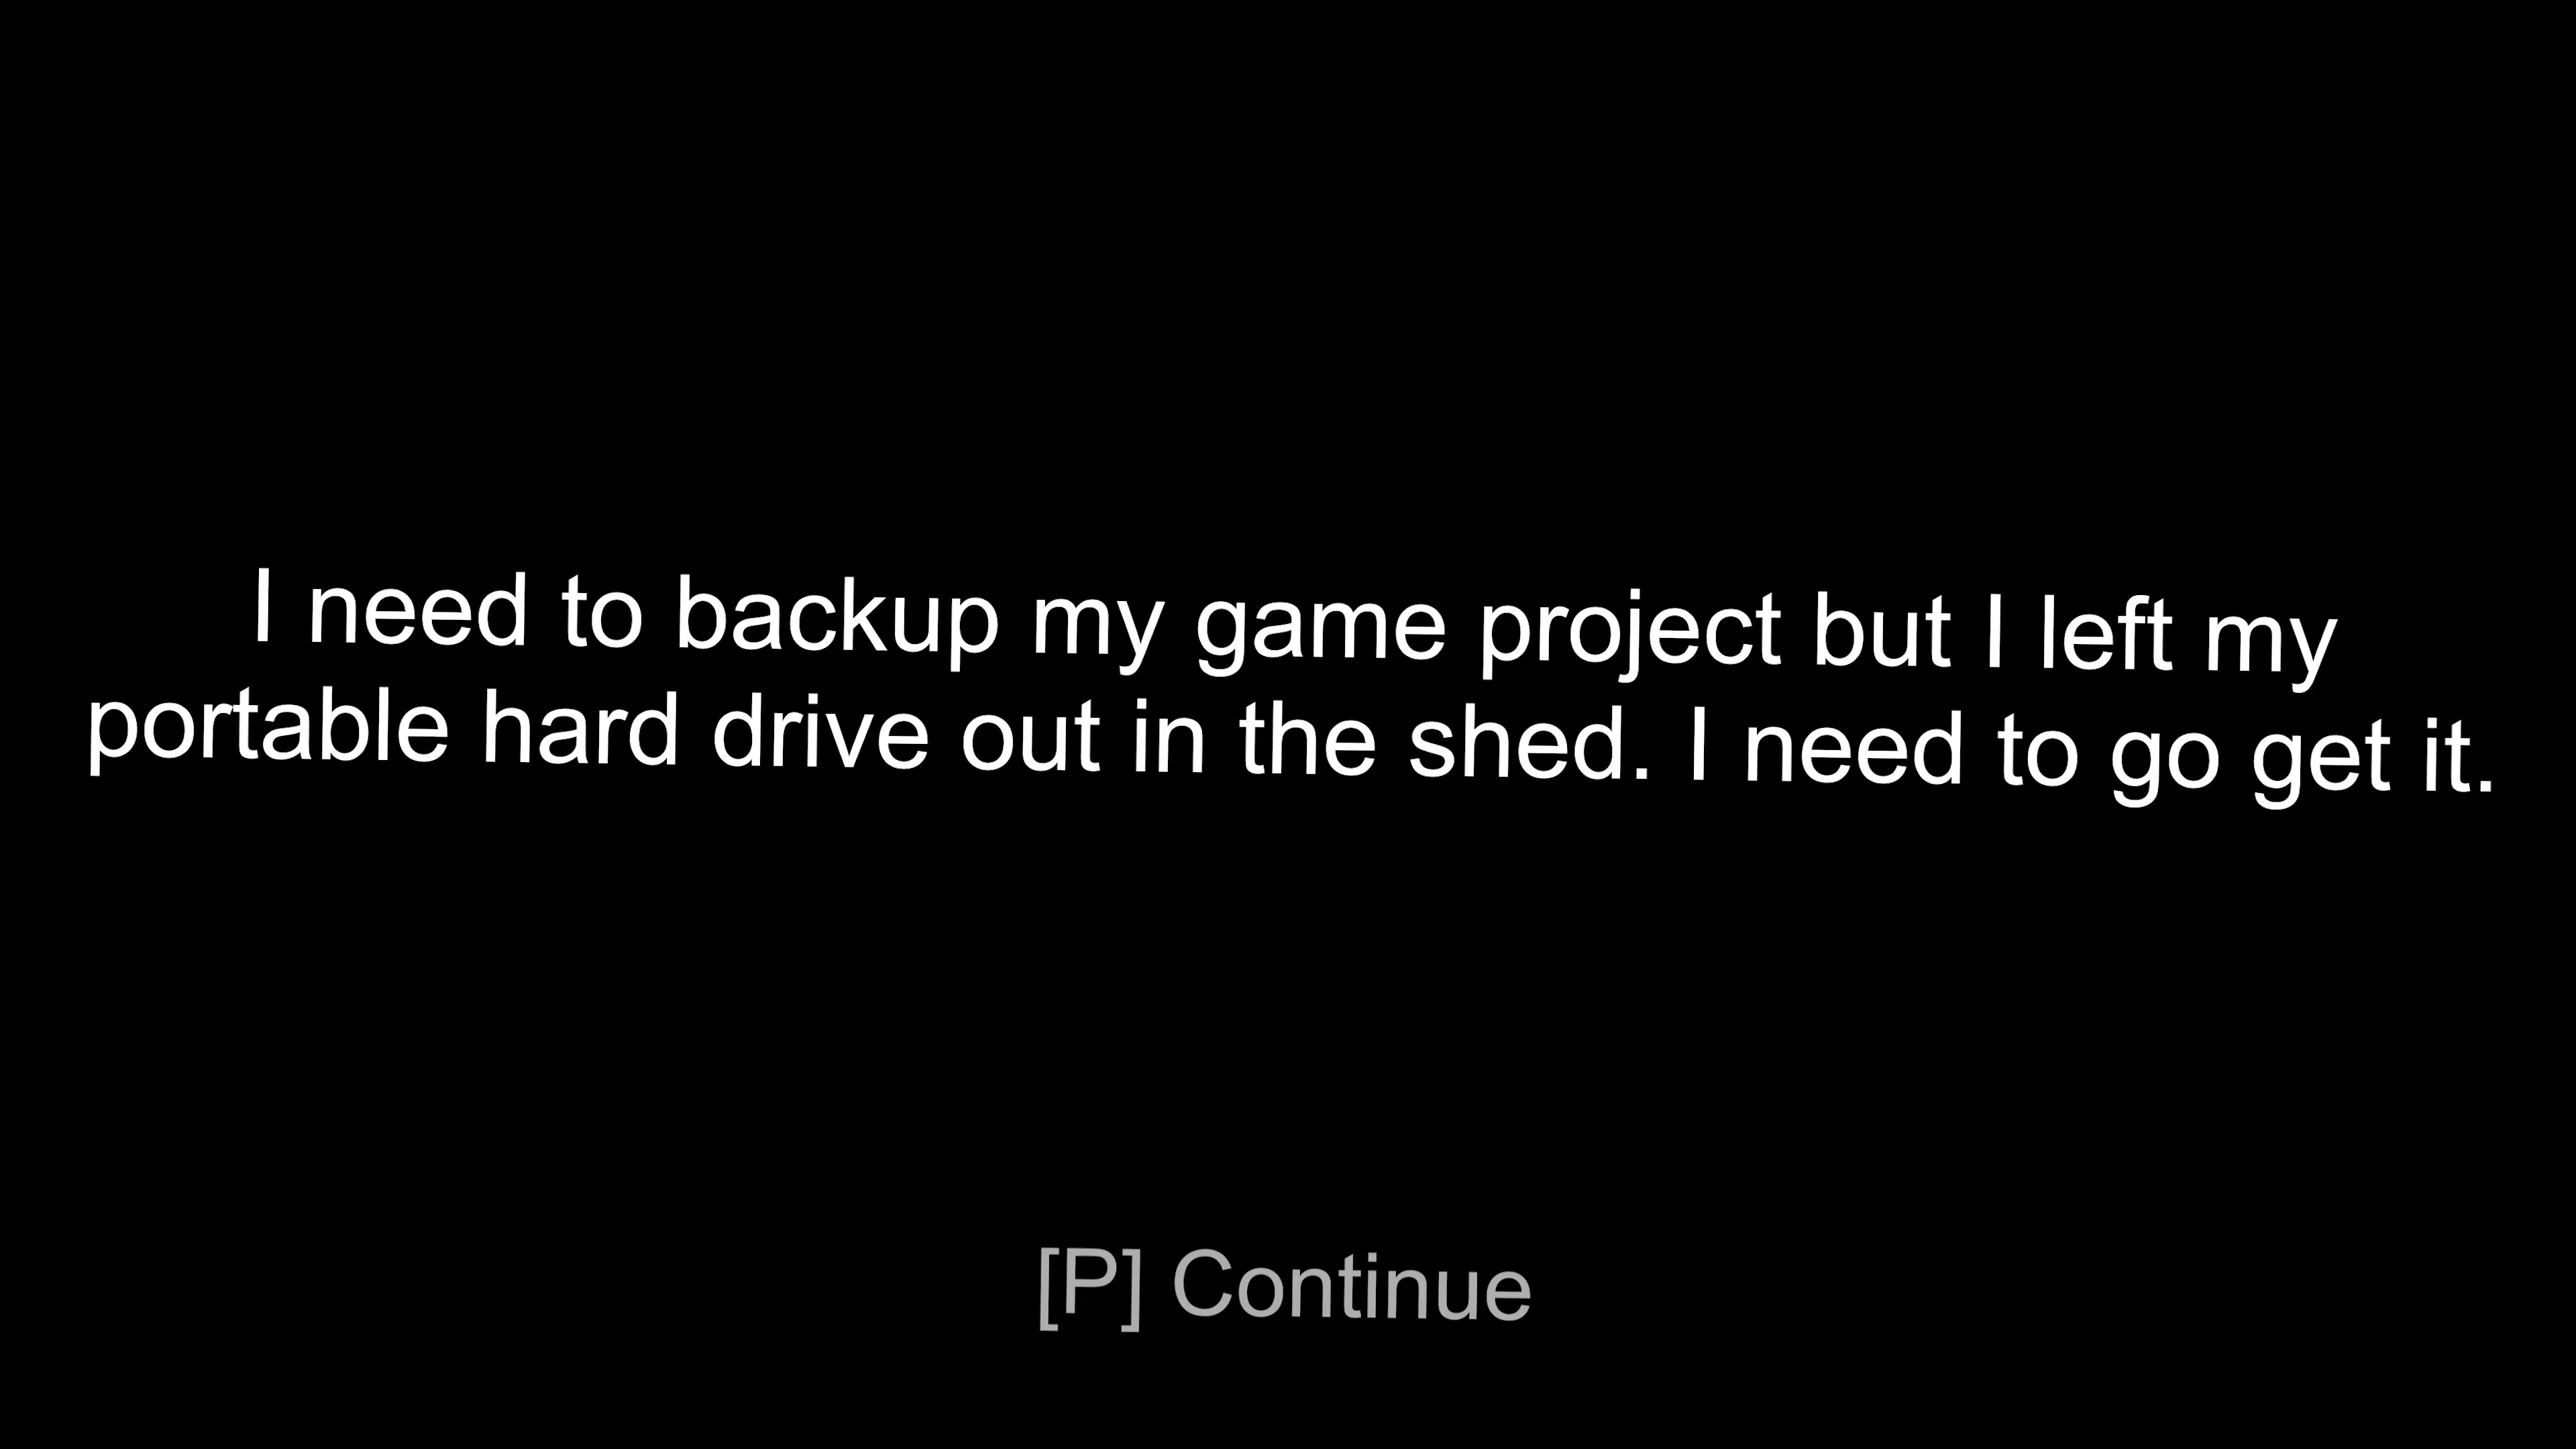 I need to backup my game project but I left my
portable hard drive out in the shed. I need to go get it.
[P] Continue